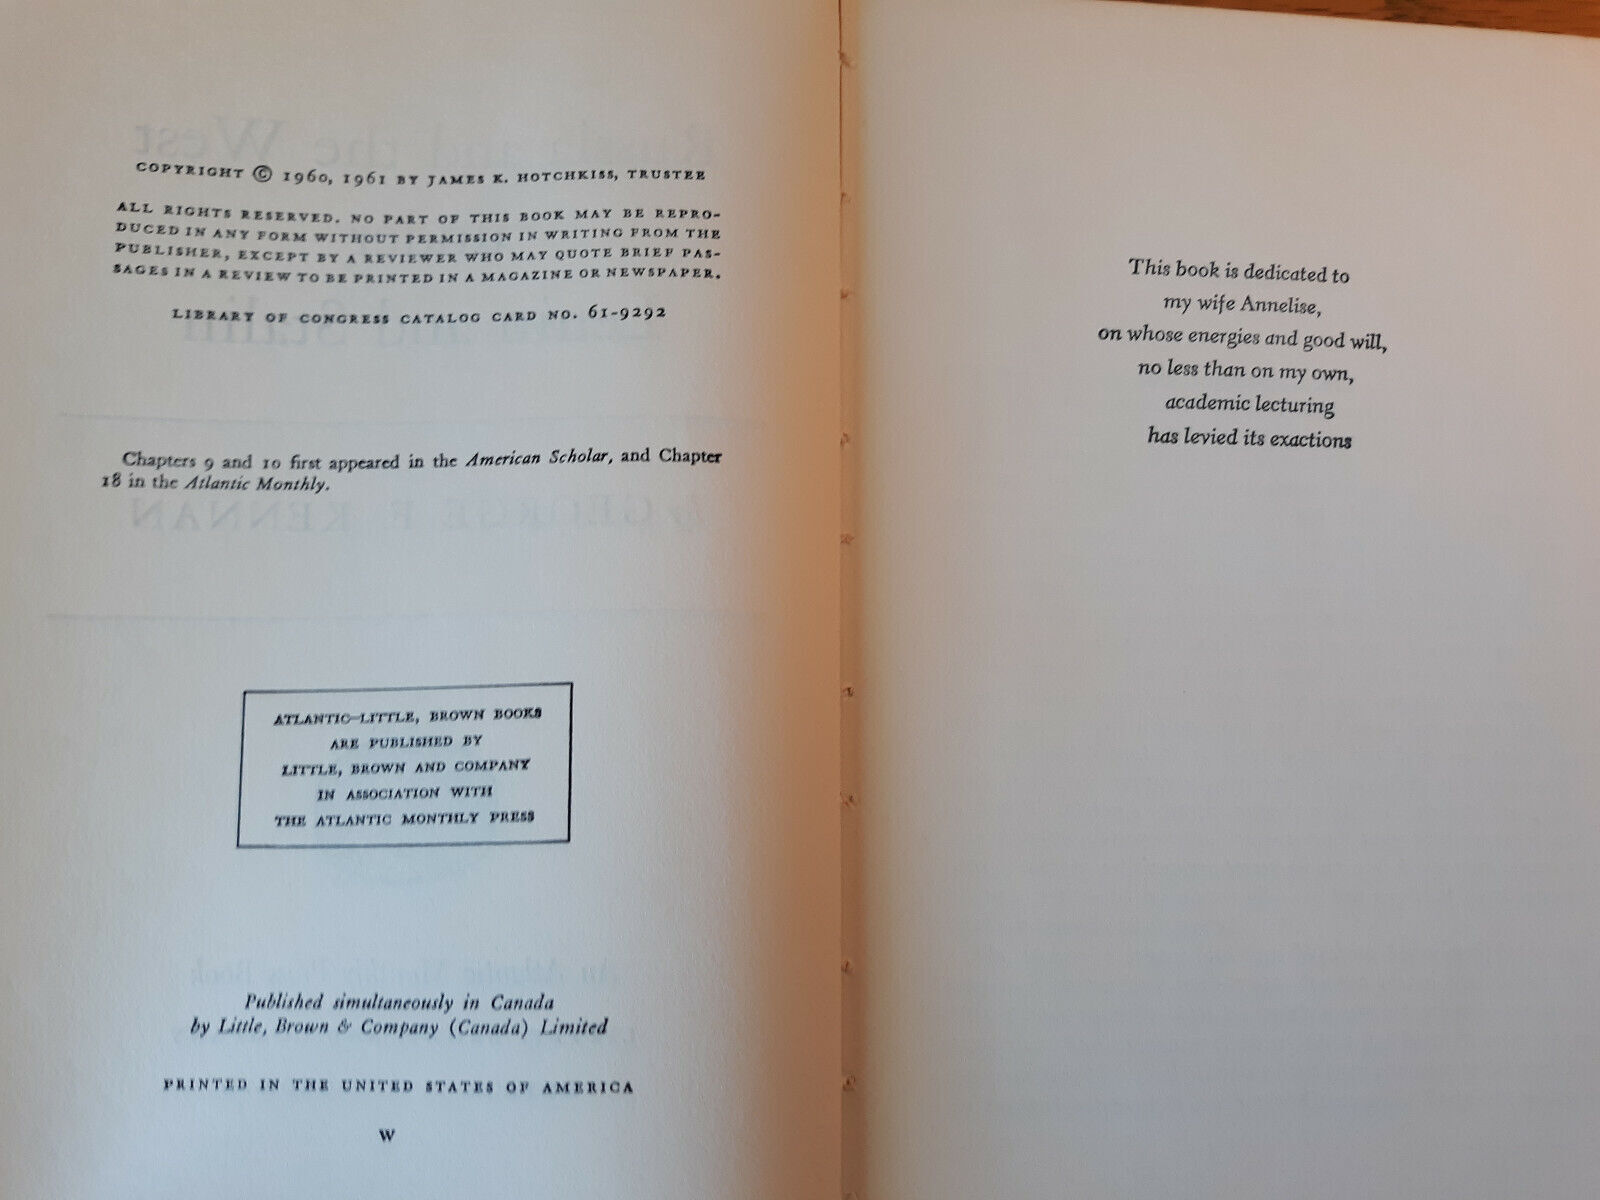 COPYRIGHT © 1960, 1961 BY JAMES K. HOTCHKISS, TRUSTEE
ALL RIGHTS RESERVED. NO PART OF THIS BOOK MAY BE REPRO-
DUCED IN ANY FORM WITHOUT PERMISSION IN WRITING FROM THE
PUBLISHER, EXCEPT BY A REVIEWER WHO MAY QUOTE BRIEF PAS-
SAGES IN A REVIEW TO BE PRINTED IN A MAGAZINE OR NEWSPAPER.
LIBRARY OF CONGRESS CATALOG CARD NO. 61-9292
Chapters 9 and 10 first appeared in the American Scholar, and Chapter
18 in the Atlantic Monthly.
ATLANTIC–LITTLE, BROWN BOOKS
ARE PUBLISHED BY
LITTLE, BROWN AND COMPANY
IN ASSOCIATION WITH
THE ATLANTIC MONTHLY PRESS
Published simultaneously in Canada
by Little, Brown & Company (Canada) Limited
PRINTED IN THE UNITED STATES OF AMERICA
W
This book is dedicated to
my wife Annelise,
on whose energies and good will,
no less than on my own,
academic lecturing
has levied its exactions